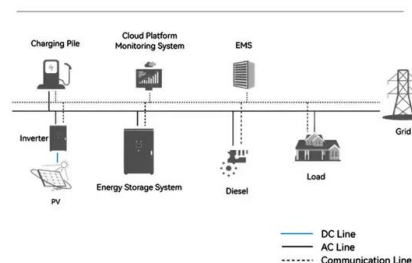 Charging Pile
Cloud Platform
Monitoring System
EMS
Grid
Inverter
PV
Energy Storage System
Diesel
Load
DC Line
AC Line
Communication Line